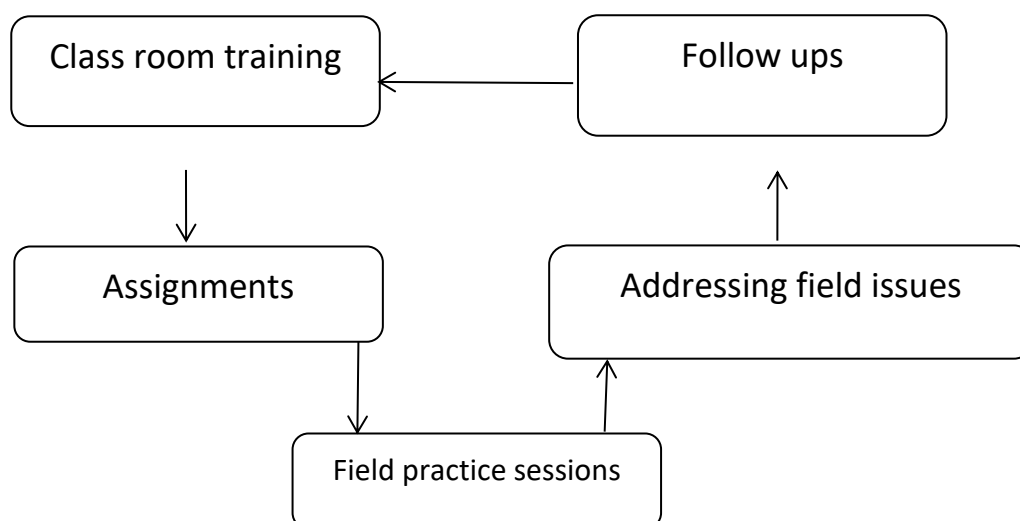 Class room training
Follow ups
Assignments
Addressing field issues
Field practice sessions